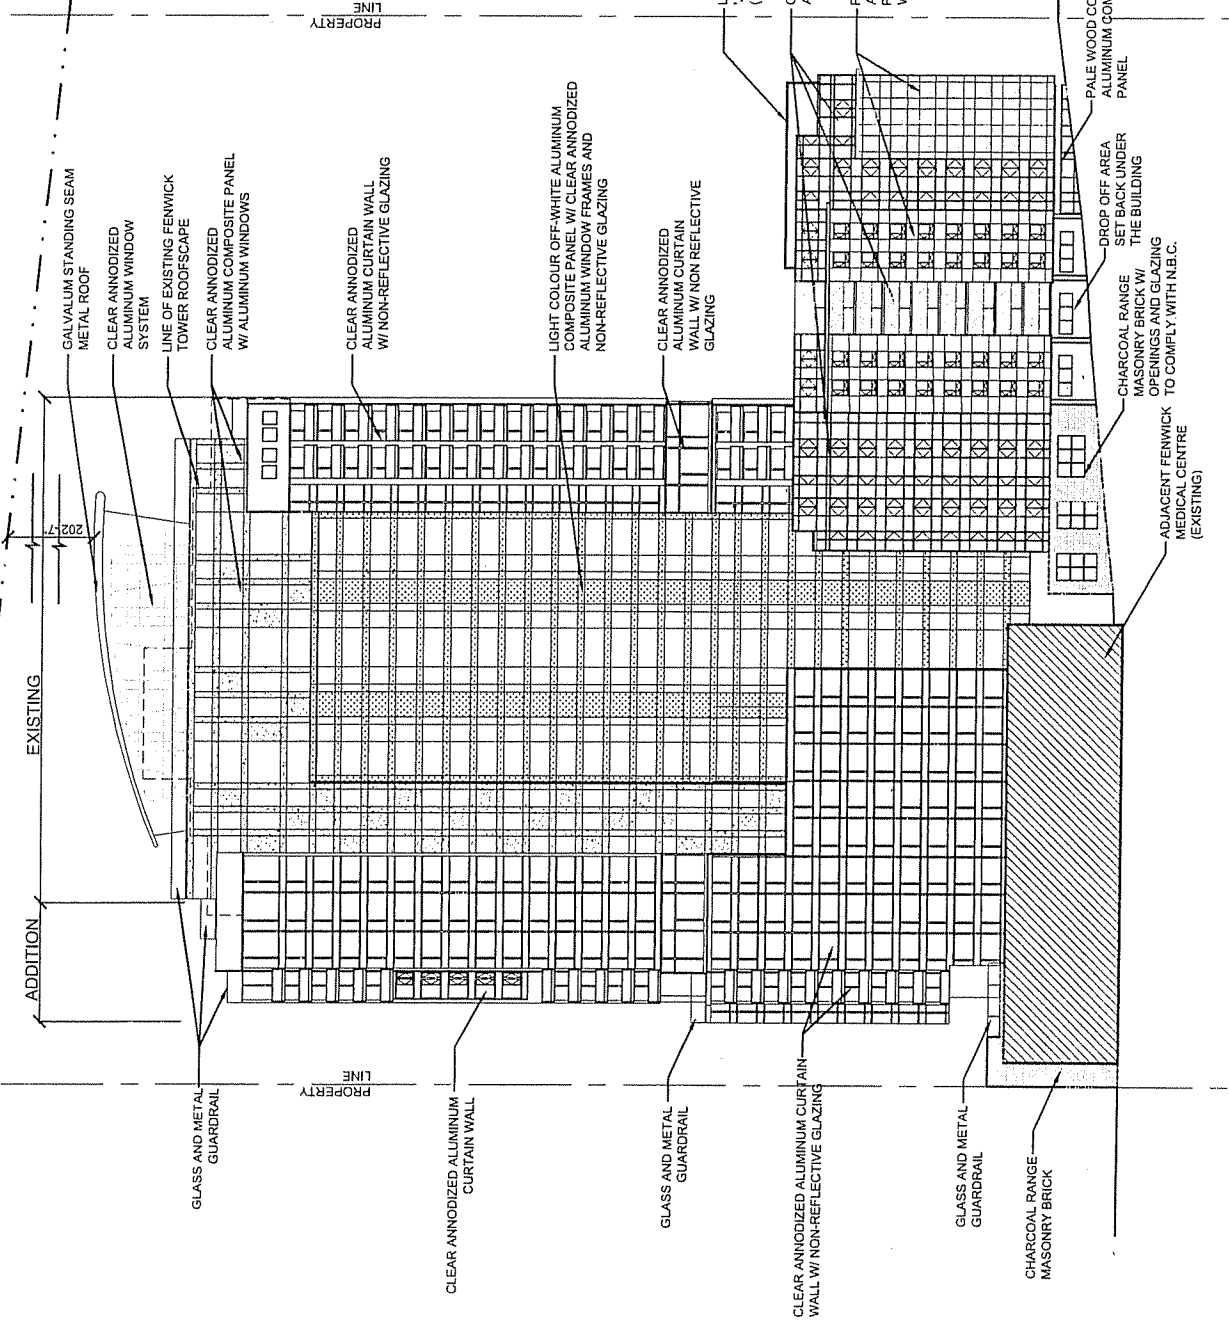 PROPERTY
LINE
PROPERTY
LINE
ADDITION
EXISTING
202'-7"
GALVALUM STANDING SEAM
METAL ROOF
CLEAR ANNODIZED
ALUMINUM WINDOW
SYSTEM
LINE OF EXISTING FENWICK
TOWER ROOFSCAPE
CLEAR ANNODIZED
ALUMINUM COMPOSITE PANEL
W/ ALUMINUM WINDOWS
CLEAR ANNODIZED
ALUMINUM CURTAIN WALL
W/ NON-REFLECTIVE GLAZING
LIGHT COLOUR OFF-WHITE ALUMINUM
COMPOSITE PANEL W/ CLEAR ANNODIZED
ALUMINUM WINDOW FRAMES AND
NON-REFLECTIVE GLAZING
CLEAR ANNODIZED
ALUMINUM CURTAIN
WALL W/ NON REFLECTIVE
GLAZING
GLASS AND METAL
GUARDRAIL
CLEAR ANNODIZED ALUMINUM
CURTAIN WALL
GLASS AND METAL
GUARDRAIL
CLEAR ANNODIZED ALUMINUM CURTAIN
WALL W/ NON-REFLECTIVE GLAZING
GLASS AND METAL
GUARDRAIL
CHARCOAL RANGE
MASONRY BRICK
PALE WOOD CO
ALUMINUM COM
PANEL
DROP OFF AREA
SET BACK UNDER
THE BUILDING
CHARCOAL RANGE
MASONRY BRICK W/
OPENINGS AND GLAZING
TO COMPLY WITH N.B.C.
ADJACENT FENWICK
MEDICAL CENTRE
(EXISTING)